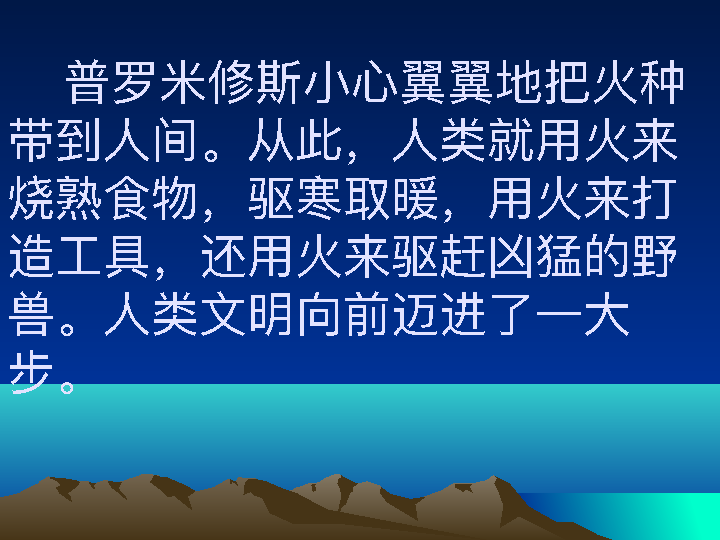 普罗米修斯小心翼翼地把火种
带到人间。从此，人类就用火来
烧熟食物，驱寒取暖，用火来打
造工具，还用火来驱赶凶猛的野
兽。人类文明向前迈进了一大
步。